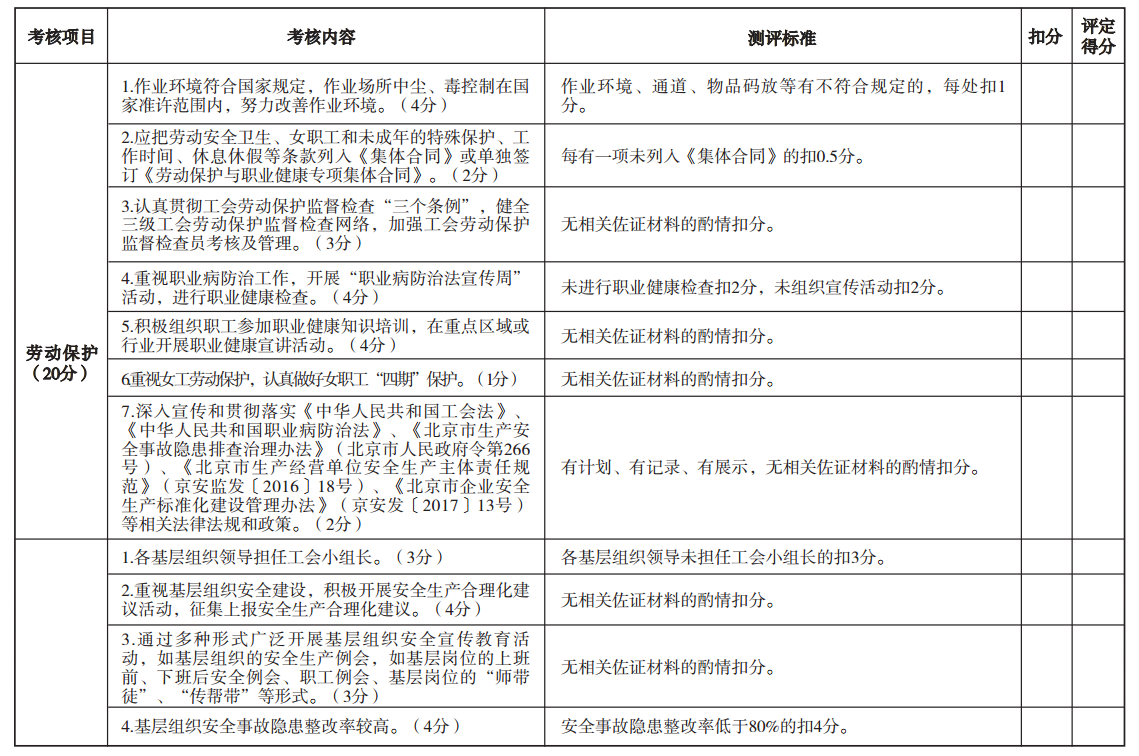 考核项目
考核内容
测评标准
扣分
评定
得分
劳动保护
（20分）
1.作业环境符合国家规定，作业场所中尘、毒控制在国
家准许范围内，努力改善作业环境。（4分）
作业环境、通道、物品码放等有不符合规定的，每处扣1
分。
2.应把劳动安全卫生、女职工和未成年的特殊保护、工
作时间、休息休假等条款列入《集体合同》或单独签
订《劳动保护与职业健康专项集体合同》。（2分）
每有一项未列入《集体合同》的扣0.5分。
3.认真贯彻工会劳动保护监督检查“三个条例”，健全
三级工会劳动保护监督检查网络，加强工会劳动保护
监督检查员考核及管理。（3分）
无相关佐证材料的酌情扣分。
4.重视职业病防治工作，开展“职业病防治法宣传周”
活动，进行职业健康检查。（4分）
未进行职业健康检查扣2分，未组织宣传活动扣2分。
5.积极组织职工参加职业健康知识培训，在重点区域或
行业开展职业健康宣讲活动。（4分）
无相关佐证材料的酌情扣分。
6.重视女工劳动保护，认真做好女职工“四期”保护。（1分）
无相关佐证材料的酌情扣分。
7.深入宣传和贯彻落实《中华人民共和国工会法》、
《中华人民共和国职业病防治法》、《北京市生产安
全事故隐患排查治理办法》（北京市人民政府令第266
号）、《北京市生产经营单位安全生产主体责任规
范》（京安监发〔2016〕18号）、《北京市企业安全
生产标准化建设管理办法》（京安发〔2017〕13号）
等相关法律法规和政策。（2分）
有计划、有记录、有展示，无相关佐证材料的酌情扣分。
1.各基层组织领导担任工会小组长。（3分）
各基层组织领导未担任工会小组长的扣3分。
2.重视基层组织安全建设，积极开展安全生产合理化建
议活动，征集上报安全生产合理化建议。（4分）
无相关佐证材料的酌情扣分。
3.通过多种形式广泛开展基层组织安全宣传教育活
动，如基层组织的安全生产例会，如基层岗位的上班
前、下班后安全例会、职工例会、基层岗位的“师带
徒”、“传帮带”等形式。（3分）
无相关佐证材料的酌情扣分。
4.基层组织安全事故隐患整改率较高。（4分）
安全事故隐患整改率低于80%的扣4分。